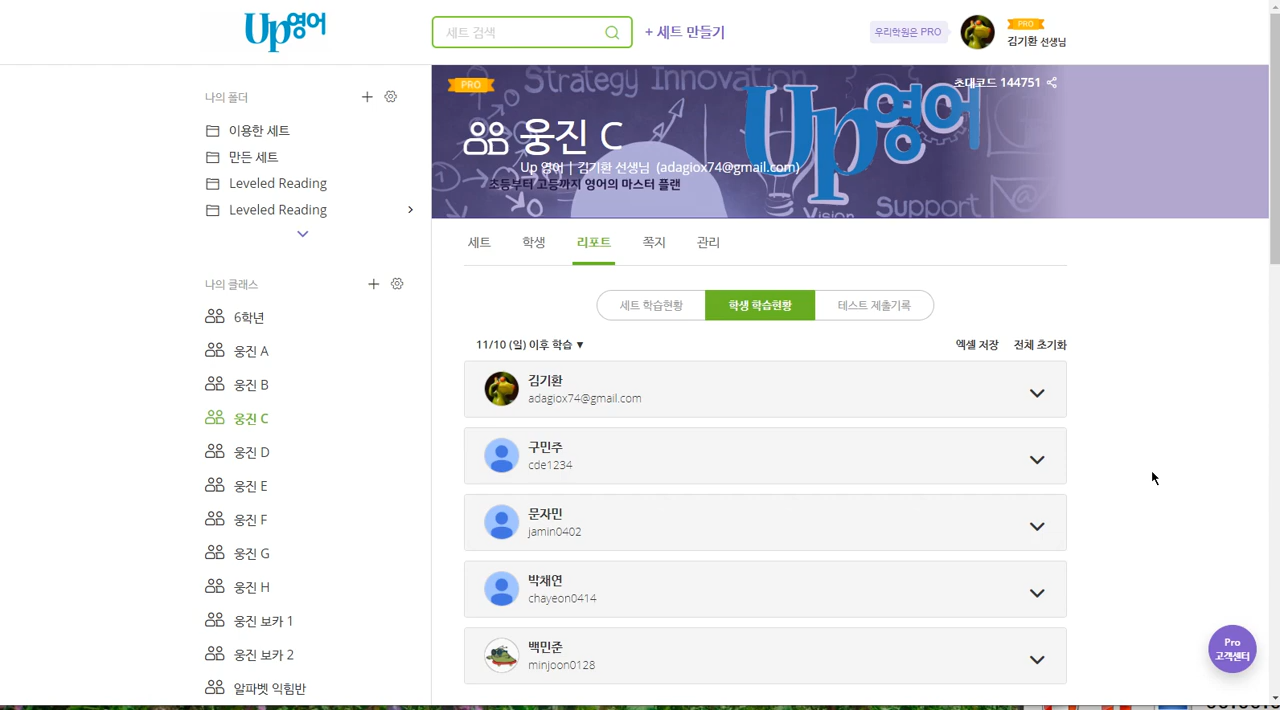 Up영어
세트 검색
+ 세트 만들기
우리학원은 PRO
PRO
김기환 선생님
나의 폴더
이용한 세트
만든 세트
Leveled Reading
Leveled Reading
나의 클래스
6학년
웅진 A
웅진 B
웅진 C
웅진 D
웅진 E
웅진 F
웅진 G
웅진 H
웅진 보카 1
웅진 보카 2
알파벳 익힘반
PRO
Strategy Innovation
초대코드 144751
Up영어
웅진 C
Up 영어 | 김기환 선생님 (adagiox74@gmail.com)
초등부터 고등까지 영어의 마스터 플랜
Vision
Support
세트 학생 리포트 쪽지 관리
세트 학습현황 학생 학습현황 테스트 제출기록
11/10 (일) 이후 학습 ▼
엑셀 저장 전체 초기화
김기환
adagiox74@gmail.com
구민주
cde1234
문자민
jamin0402
박채연
chayeon0414
백민준
minjoon0128
Pro
고객센터